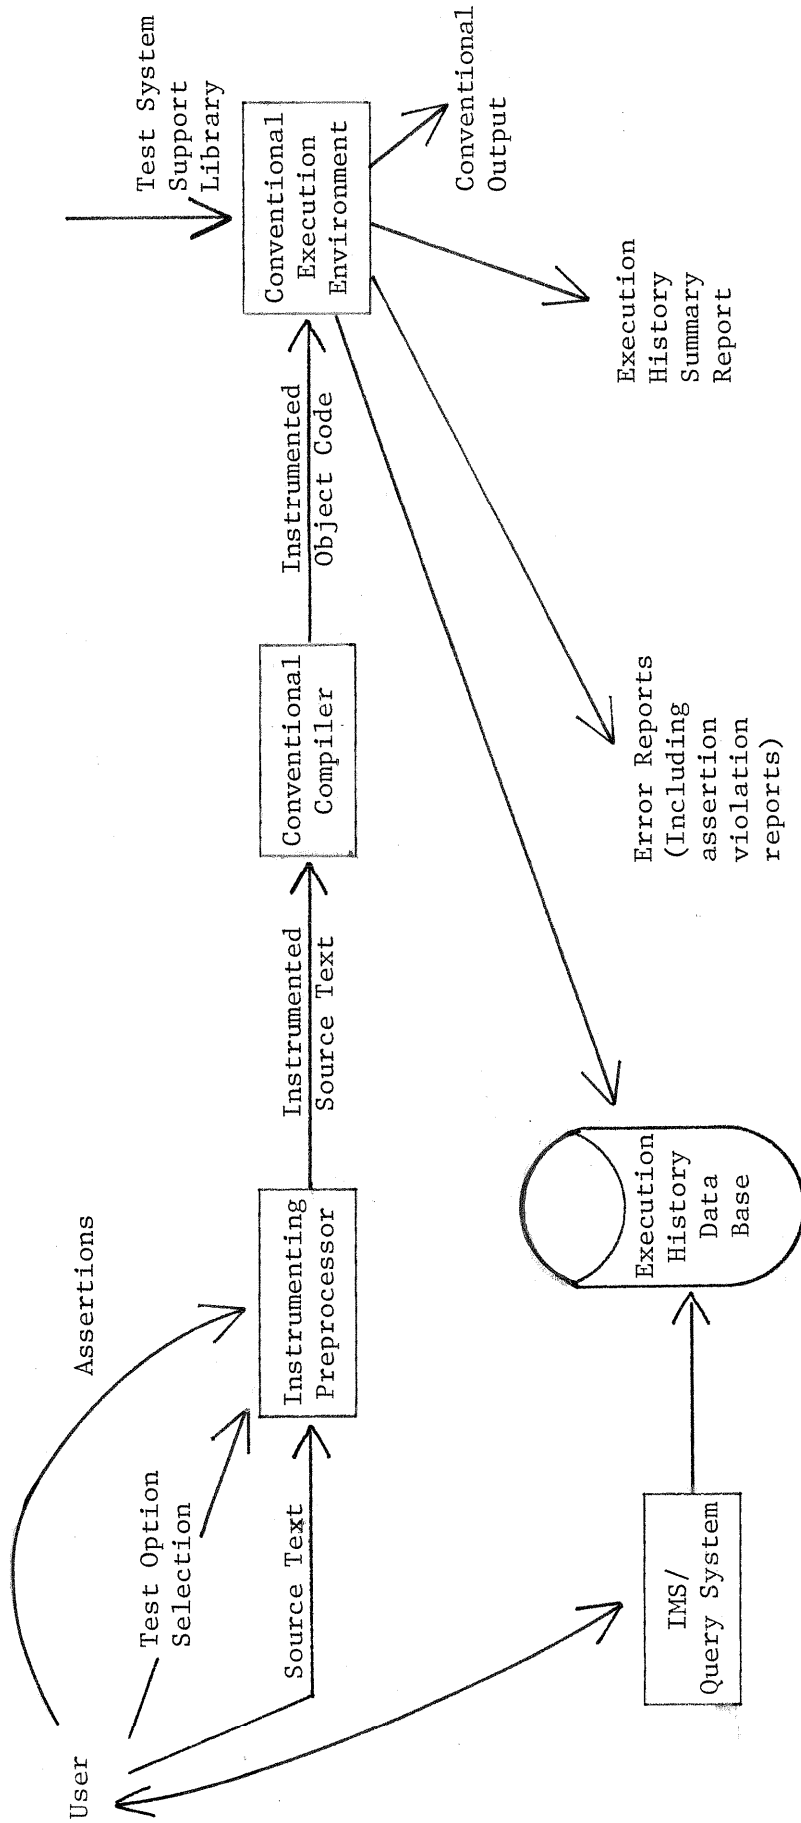 User
Assertions
Test Option
Selection
Source Text
Instrumenting
Preprocessor
Instrumented
Source Text
Conventional
Compiler
Instrumented
Object Code
Test System
Support
Library
Conventional
Execution
Environment
Conventional
Output
Execution
History
Summary
Report
Error Reports
(Including
assertion
violation
reports)
Execution
History
Data
Base
IMS/
Query System